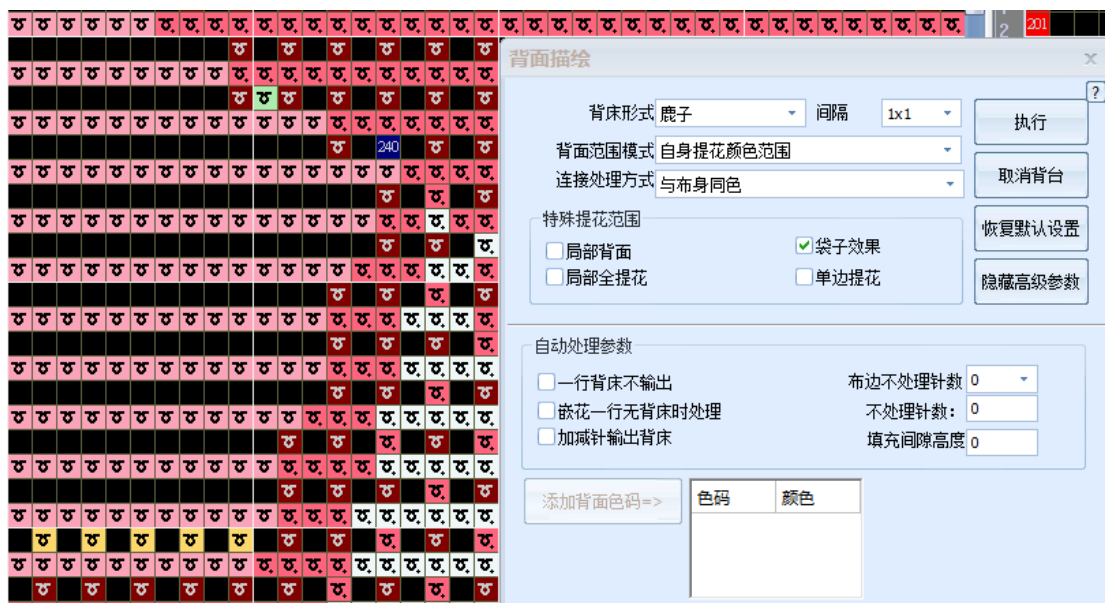 2 201
240
背面描绘 x
?
背床形式 鹿子 间隔 1x1 执行
背面范围模式 自身提花颜色范围
连接处理方式 与布身同色 取消背台
特殊提花范围 恢复默认设置
局部背面 袋子效果
局部全提花 单边提花 隐藏高级参数
自动处理参数
一行背床不输出 布边不处理针数 0
嵌花一行无背床时处理 不处理针数： 0
加减针输出背床 填充间隙高度 0
添加背面色码=> 色码 颜色